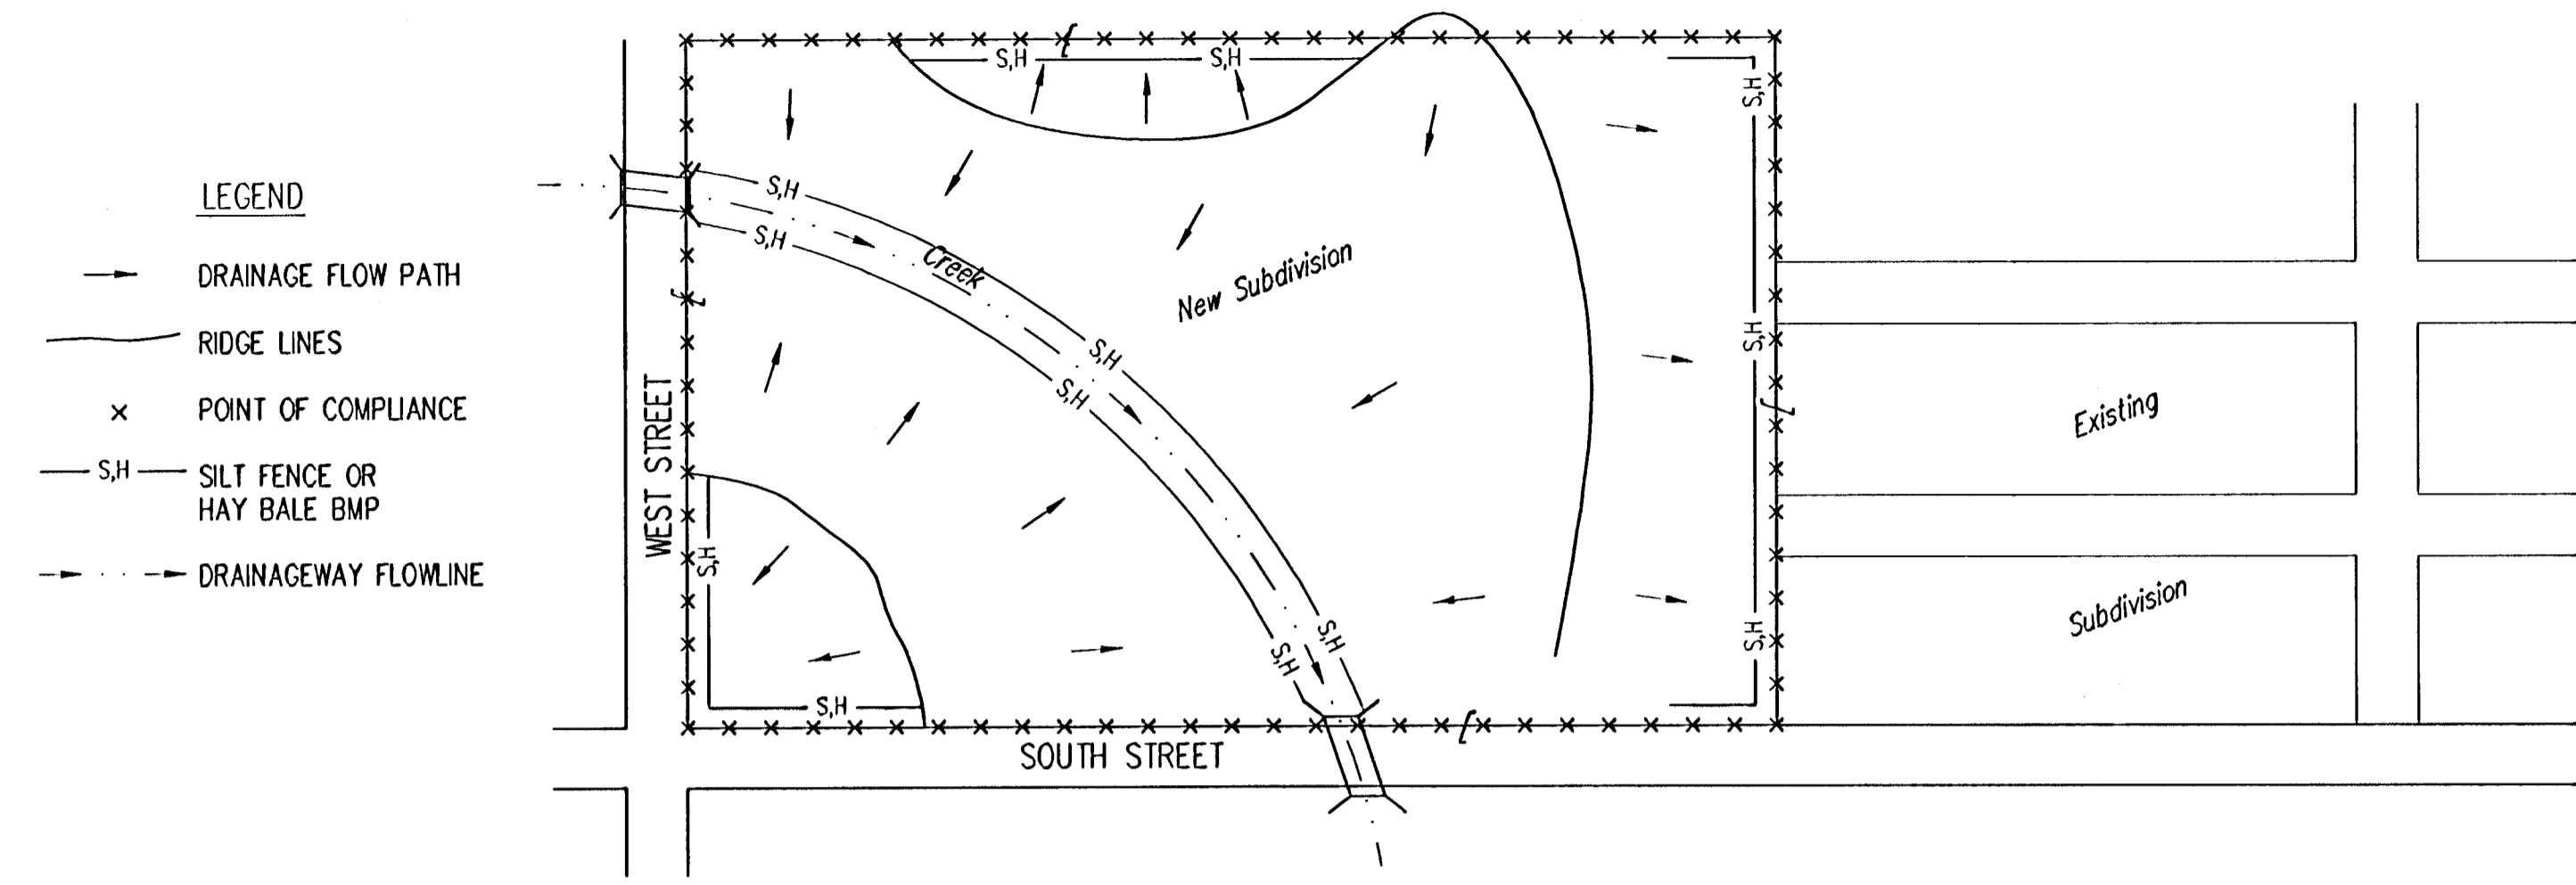 LEGEND
DRAINAGE FLOW PATH
RIDGE LINES
× POINT OF COMPLIANCE
S,H SILT FENCE OR
HAY BALE BMP
DRAINAGEWAY FLOWLINE
WEST STREET
SOUTH STREET
S,H
S,H
S,H
S,H
S,H
Creek
New Subdivision
S,H
S,H
S,H
S,H
S,H
S,H
S,H
S,H
S,H
Existing
Subdivision